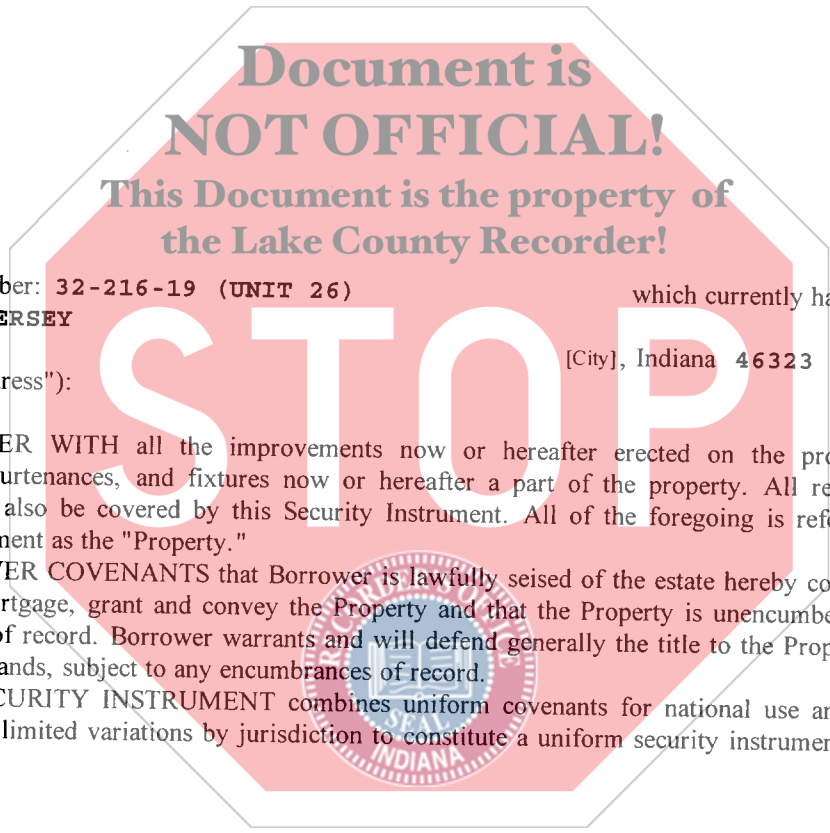 Document is
NOT OFFICIAL!
This Document is the property of
the Lake County Recorder!
ber: 32-216-19 (UNIT 26) which currently ha
ERSEY
[City], Indiana 46323
ress"):
STOP
ER WITH all the improvements now or hereafter erected on the pro
urtenances, and fixtures now or hereafter a part of the property. All re
also be covered by this Security Instrument. All of the foregoing is refe
ment as the "Property."
VER COVENANTS that Borrower is lawfully seised of the estate hereby co
rtgage, grant and convey the Property and that the Property is unencumbe
of record. Borrower warrants and will defend generally the title to the Prop
ands, subject to any encumbrances of record.
CURITY INSTRUMENT combines uniform covenants for national use an
limited variations by jurisdiction to constitute a uniform security instrumen
RECORDER'S OFFICE
SEAL
INDIANA